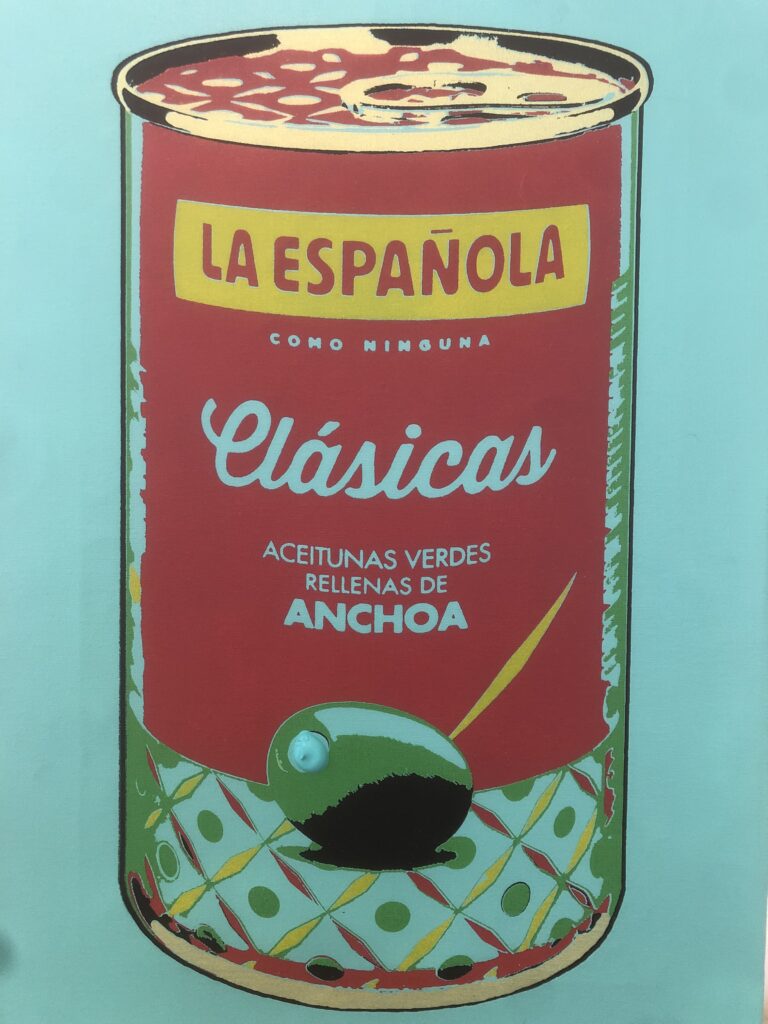 LA ESPAÑOLA
COMO NINGUNA
Clásicas
ACEITUNAS VERDES
RELLENAS DE
ANCHOA